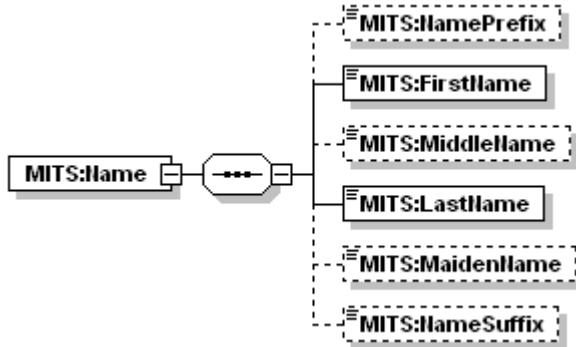 MITS:NamePrefix
MITS:FirstName
MITS:MiddleName
MITS:Name
MITS:LastName
MITS:MaidenName
MITS:NameSuffix